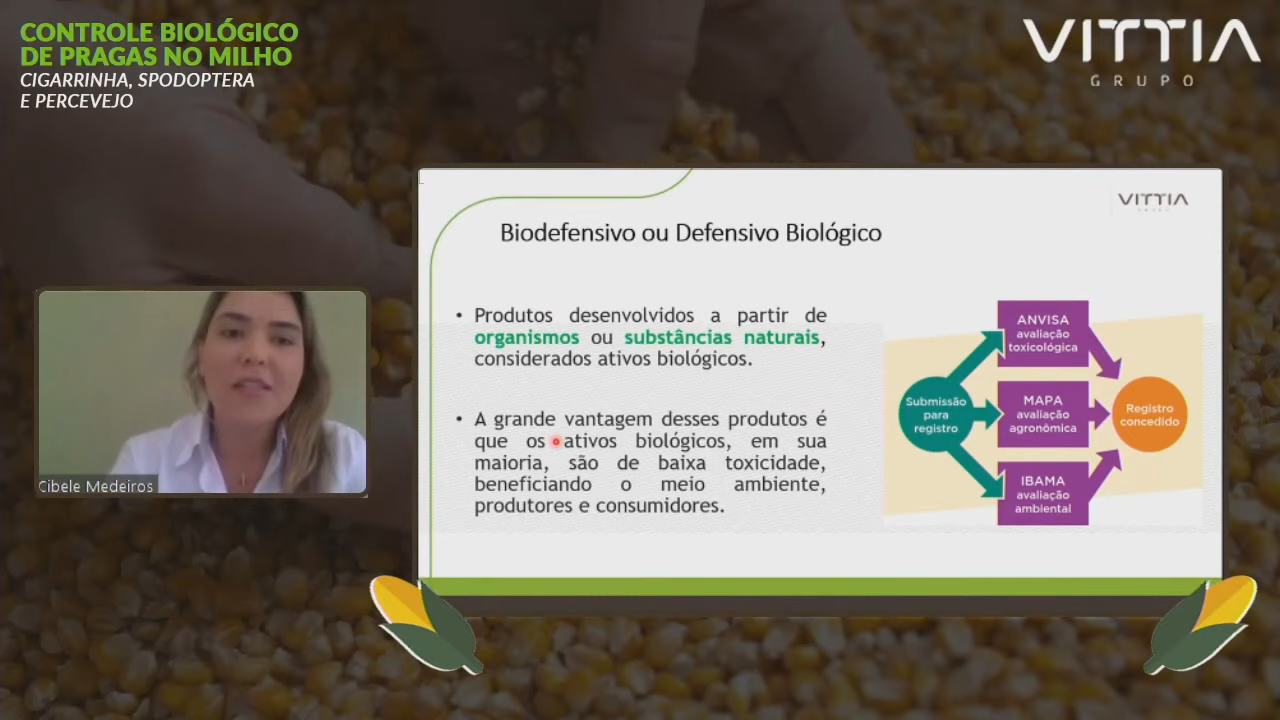 CONTROLE BIOLÓGICO
DE PRAGAS NO MILHO
CIGARRINHA, SPODOPTERA
E PERCEVEJO
VITTIA
GRUPO
VITTIA
Biodefensivo ou Defensivo Biológico
• Produtos desenvolvidos a partir de
organismos ou substâncias naturais,
considerados ativos biológicos.
• A grande vantagem desses produtos é
que os ativos biológicos, em sua
maioria, são de baixa toxicidade,
beneficiando o meio ambiente,
produtores e consumidores.
Submissão
para
registro
ANVISA
avaliação
toxicológica
MAPA
avaliação
agronômica
IBAMA
avaliação
ambiental
Registro
concedido
Cibele Medeiros